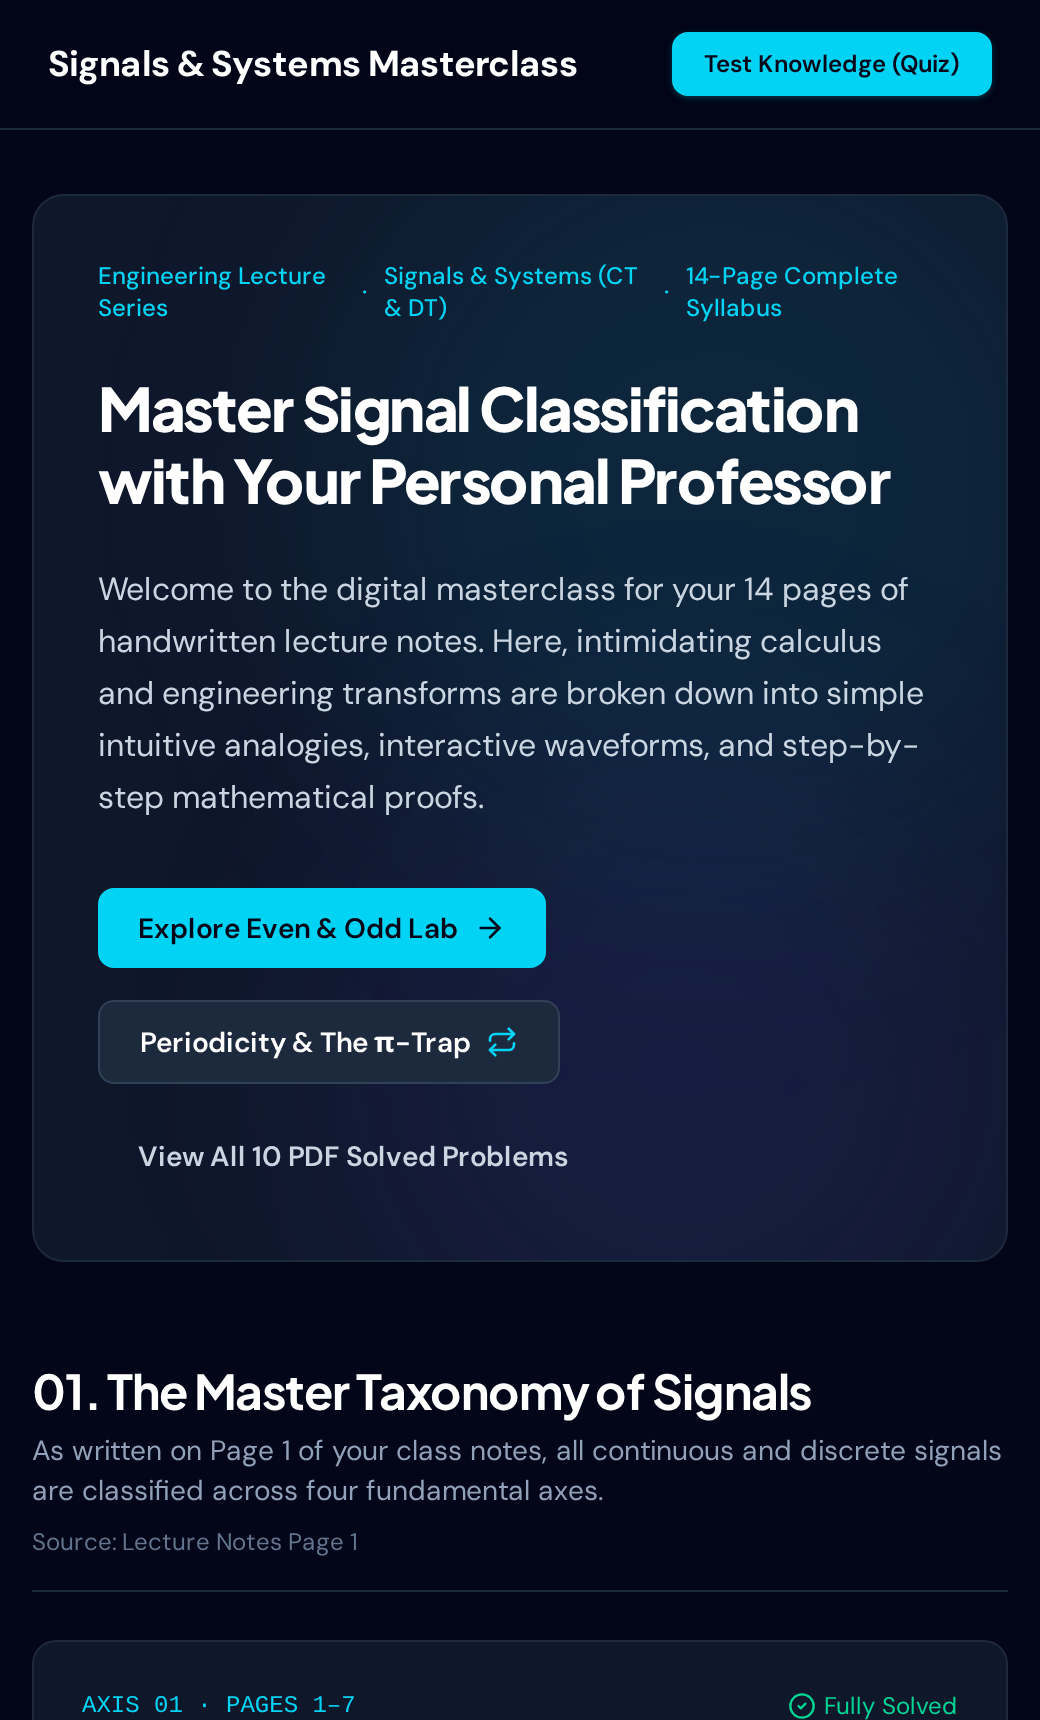 Signals & Systems Masterclass
Test Knowledge (Quiz)
Engineering Lecture Series
·
Signals & Systems (CT & DT)
·
14-Page Complete Syllabus
Master Signal Classification
with Your Personal Professor
Welcome to the digital masterclass for your 14 pages of
handwritten lecture notes. Here, intimidating calculus
and engineering transforms are broken down into simple
intuitive analogies, interactive waveforms, and step-by-
step mathematical proofs.
Explore Even & Odd Lab →
Periodicity & The π-Trap
View All 10 PDF Solved Problems
01. The Master Taxonomy of Signals
As written on Page 1 of your class notes, all continuous and discrete signals
are classified across four fundamental axes.
Source: Lecture Notes Page 1
AXIS 01 · PAGES 1–7
Fully Solved